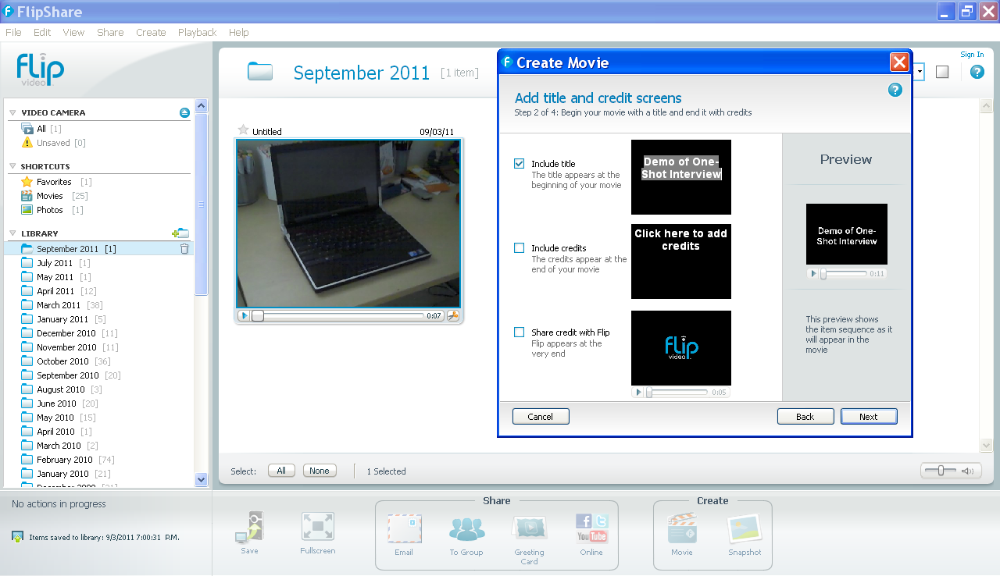 FlipShare
File Edit View Share Create Playback Help
flip
video
VIDEO CAMERA
All [1]
Unsaved [0]
SHORTCUTS
Favorites [1]
Movies [25]
Photos [1]
LIBRARY
September 2011 [1]
July 2011 [1]
May 2011 [1]
April 2011 [12]
March 2011 [38]
January 2011 [5]
December 2010 [11]
November 2010 [11]
October 2010 [36]
September 2010 [20]
August 2010 [3]
June 2010 [20]
May 2010 [15]
April 2010 [1]
March 2010 [2]
February 2010 [74]
January 2010 [21]
September 2011 [1 item]
Sign In
?
Untitled 09/03/11
0:07
Create Movie
?
Add title and credit screens
Step 2 of 4: Begin your movie with a title and end it with credits
Include title
The title appears at the
beginning of your movie
Demo of One-
Shot Interview
Include credits
The credits appear at the
end of your movie
Click here to add
credits
Share credit with Flip
Flip appears at the
very end
flip
video
0:05
Preview
Demo of One-
Shot Interview
0:11
This preview shows
the item sequence as it
will appear in the
movie
Cancel
Back
Next
Select: All None 1 Selected
No actions in progress
Items saved to library: 9/3/2011 7:00:31 P.M.
Save
Fullscreen
Share
Email
To Group
Greeting
Card
You Tube
Online
Create
Movie
Snapshot